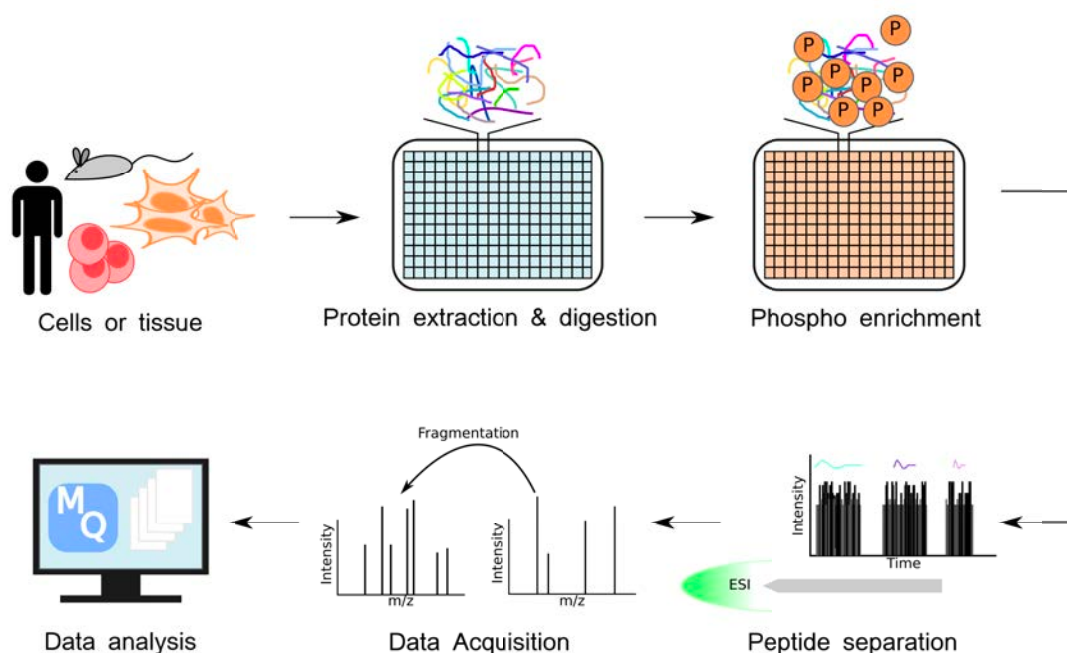 P
P
P
P
P
P
P
P
Cells or tissue
Protein extraction & digestion
Phospho enrichment
MQ
Data analysis
Fragmentation
Intensity
m/z
Intensity
m/z
Data Acquisition
Intensity
Time
ESI
Peptide separation